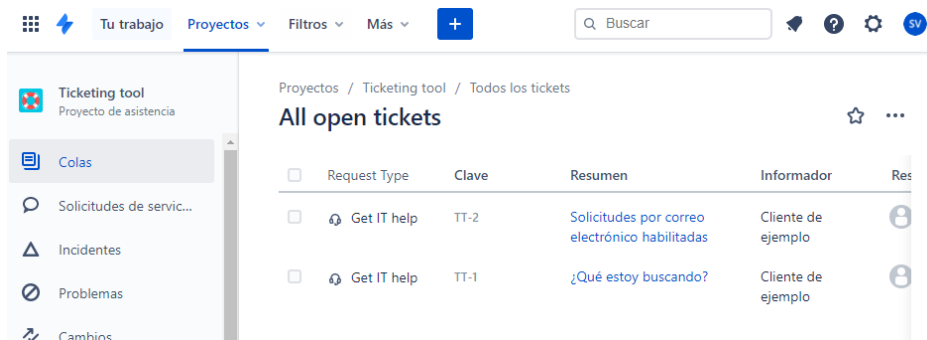 Tu trabajo Proyectos Filtros Más + Buscar SV
Ticketing tool
Proyecto de asistencia
Colas
Solicitudes de servic...
Incidentes
Problemas
Cambios
Proyectos / Ticketing tool / Todos los tickets
All open tickets
Request Type Clave Resumen Informador Res
Get IT help TT-2 Solicitudes por correo Cliente de
electrónico habilitadas ejemplo
Get IT help TT-1 ¿Qué estoy buscando? Cliente de
ejemplo